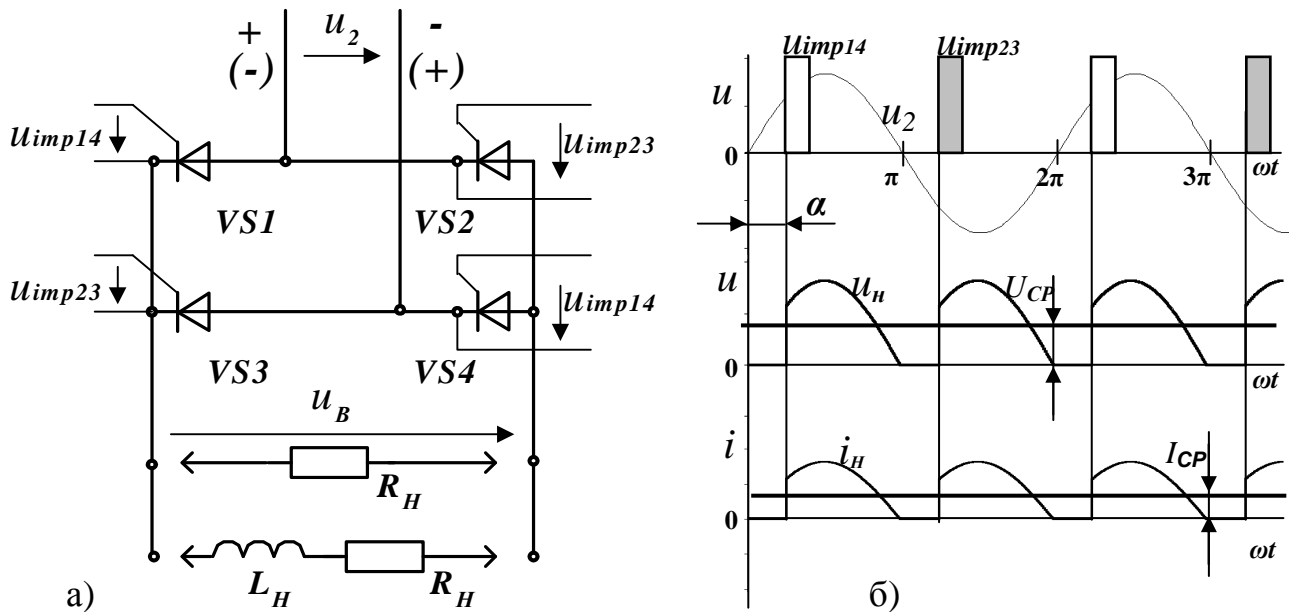 + u2 -
(-) (+)
uimp14
uimp23
VS1 VS2
uimp23
uimp14
VS3 VS4
uB
RH
LH RH
а)
uimp14 uimp23
u
u2
0
π 2π 3π ωt
α
u
uH
UCP
0
ωt
i
iH
ICP
0
ωt
б)